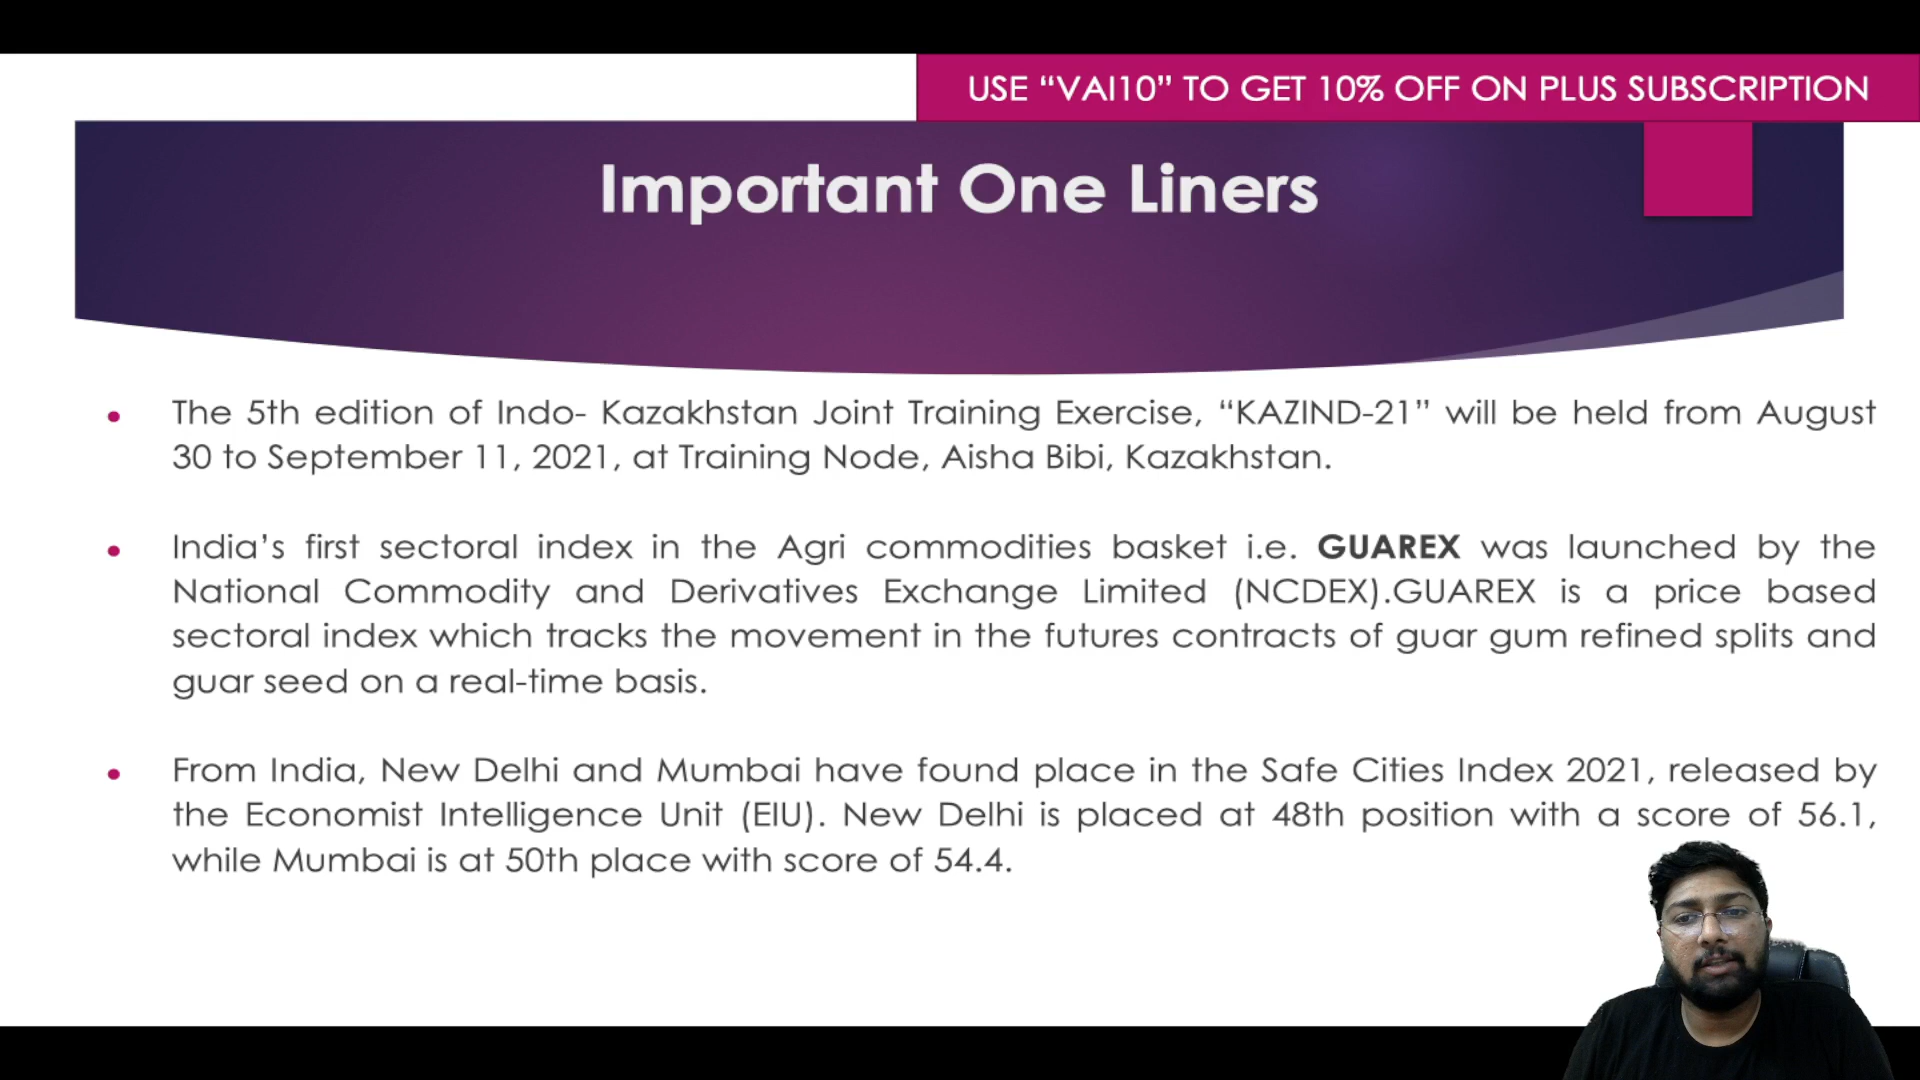 USE “VAI10” TO GET 10% OFF ON PLUS SUBSCRIPTION
Important One Liners
• The 5th edition of Indo- Kazakhstan Joint Training Exercise, “KAZIND-21” will be held from August
30 to September 11, 2021, at Training Node, Aisha Bibi, Kazakhstan.
• India’s first sectoral index in the Agri commodities basket i.e. GUAREX was launched by the
National Commodity and Derivatives Exchange Limited (NCDEX).GUAREX is a price based
sectoral index which tracks the movement in the futures contracts of guar gum refined splits and
guar seed on a real-time basis.
• From India, New Delhi and Mumbai have found place in the Safe Cities Index 2021, released by
the Economist Intelligence Unit (EIU). New Delhi is placed at 48th position with a score of 56.1,
while Mumbai is at 50th place with score of 54.4.